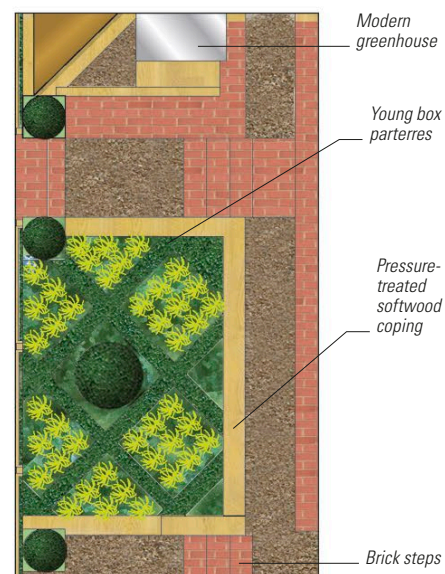 Modern
greenhouse
Young box
parterres
Pressure-
treated
softwood
coping
Brick steps